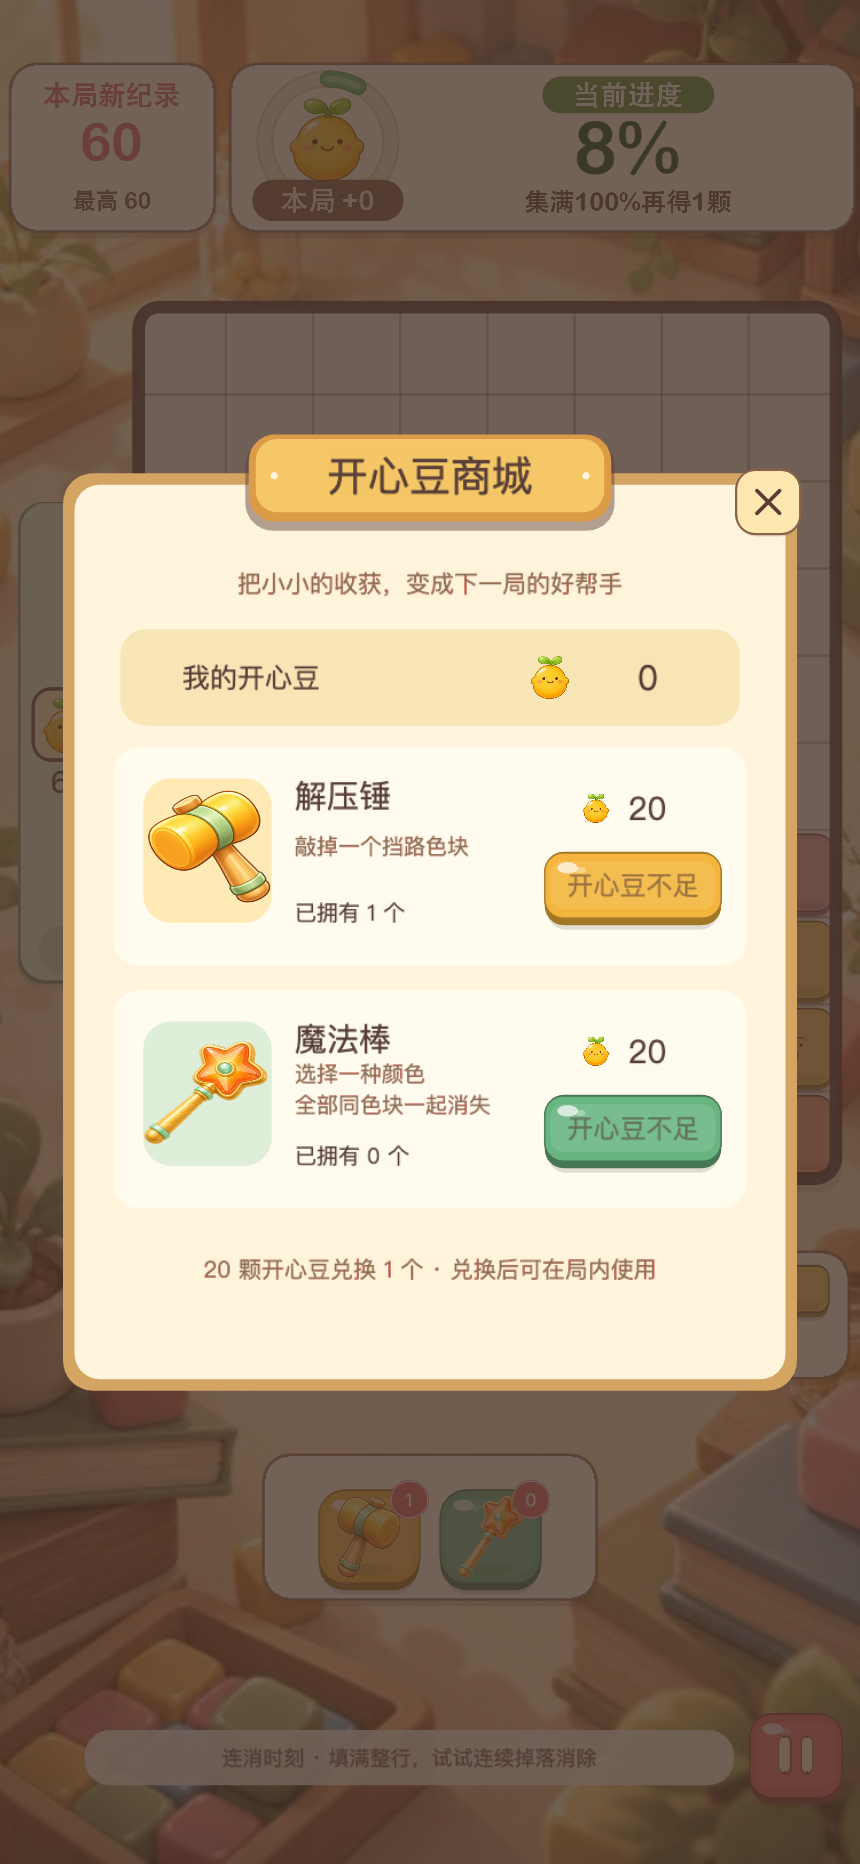 本局新纪录
60
最高 60
本局 +0
当前进度
8%
集满100%再得1颗
开心豆商城
把小小的收获，变成下一局的好帮手
我的开心豆
0
解压锤
敲掉一个挡路色块
已拥有 1 个
20
开心豆不足
魔法棒
选择一种颜色
全部同色块一起消失
已拥有 0 个
20
开心豆不足
20 颗开心豆兑换 1 个 · 兑换后可在局内使用
1
0
连消时刻 · 填满整行，试试连续掉落消除